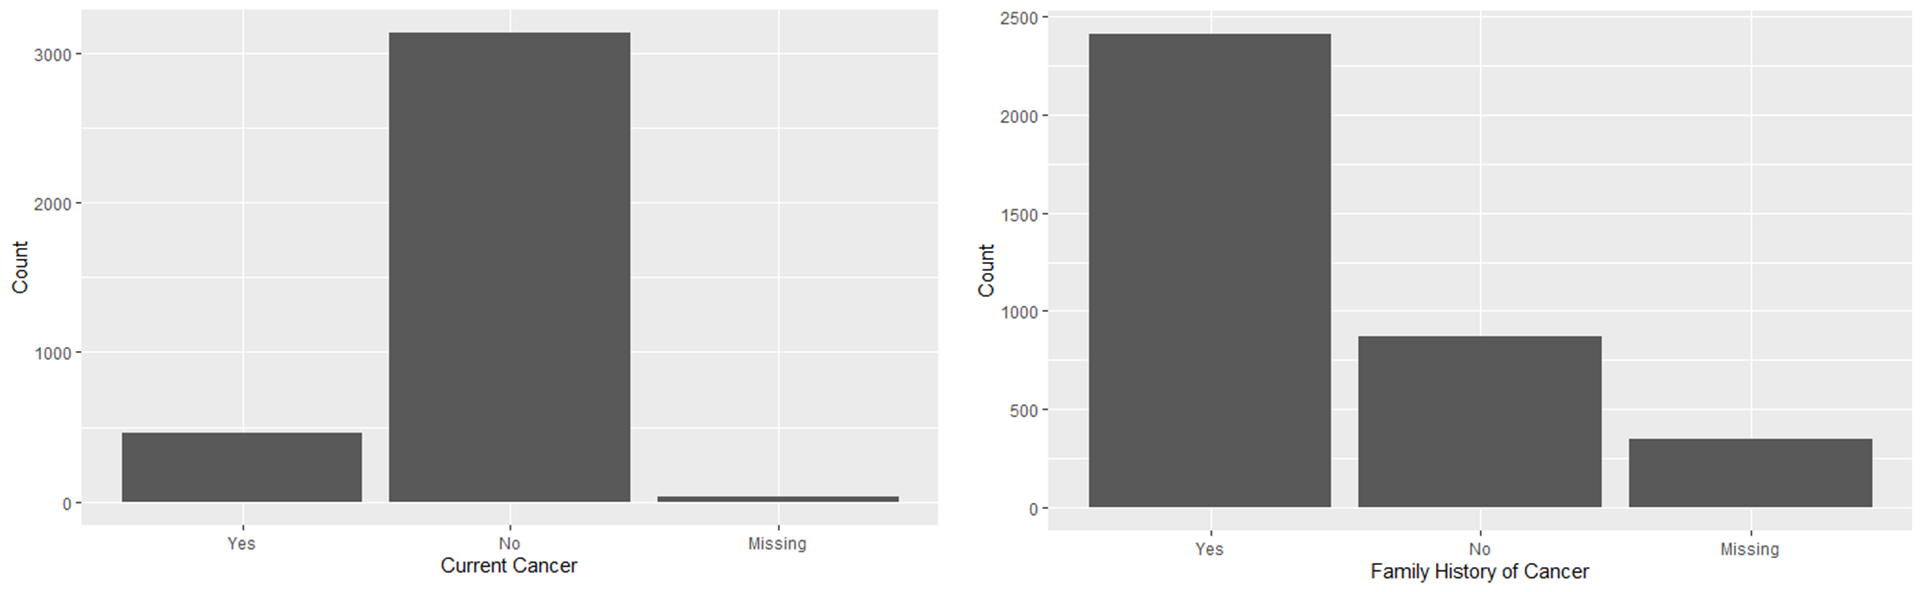 3000
2000
1000
0
Count
Yes No Missing
Current Cancer
2500
2000
1500
1000
500
0
Count
Yes No Missing
Family History of Cancer